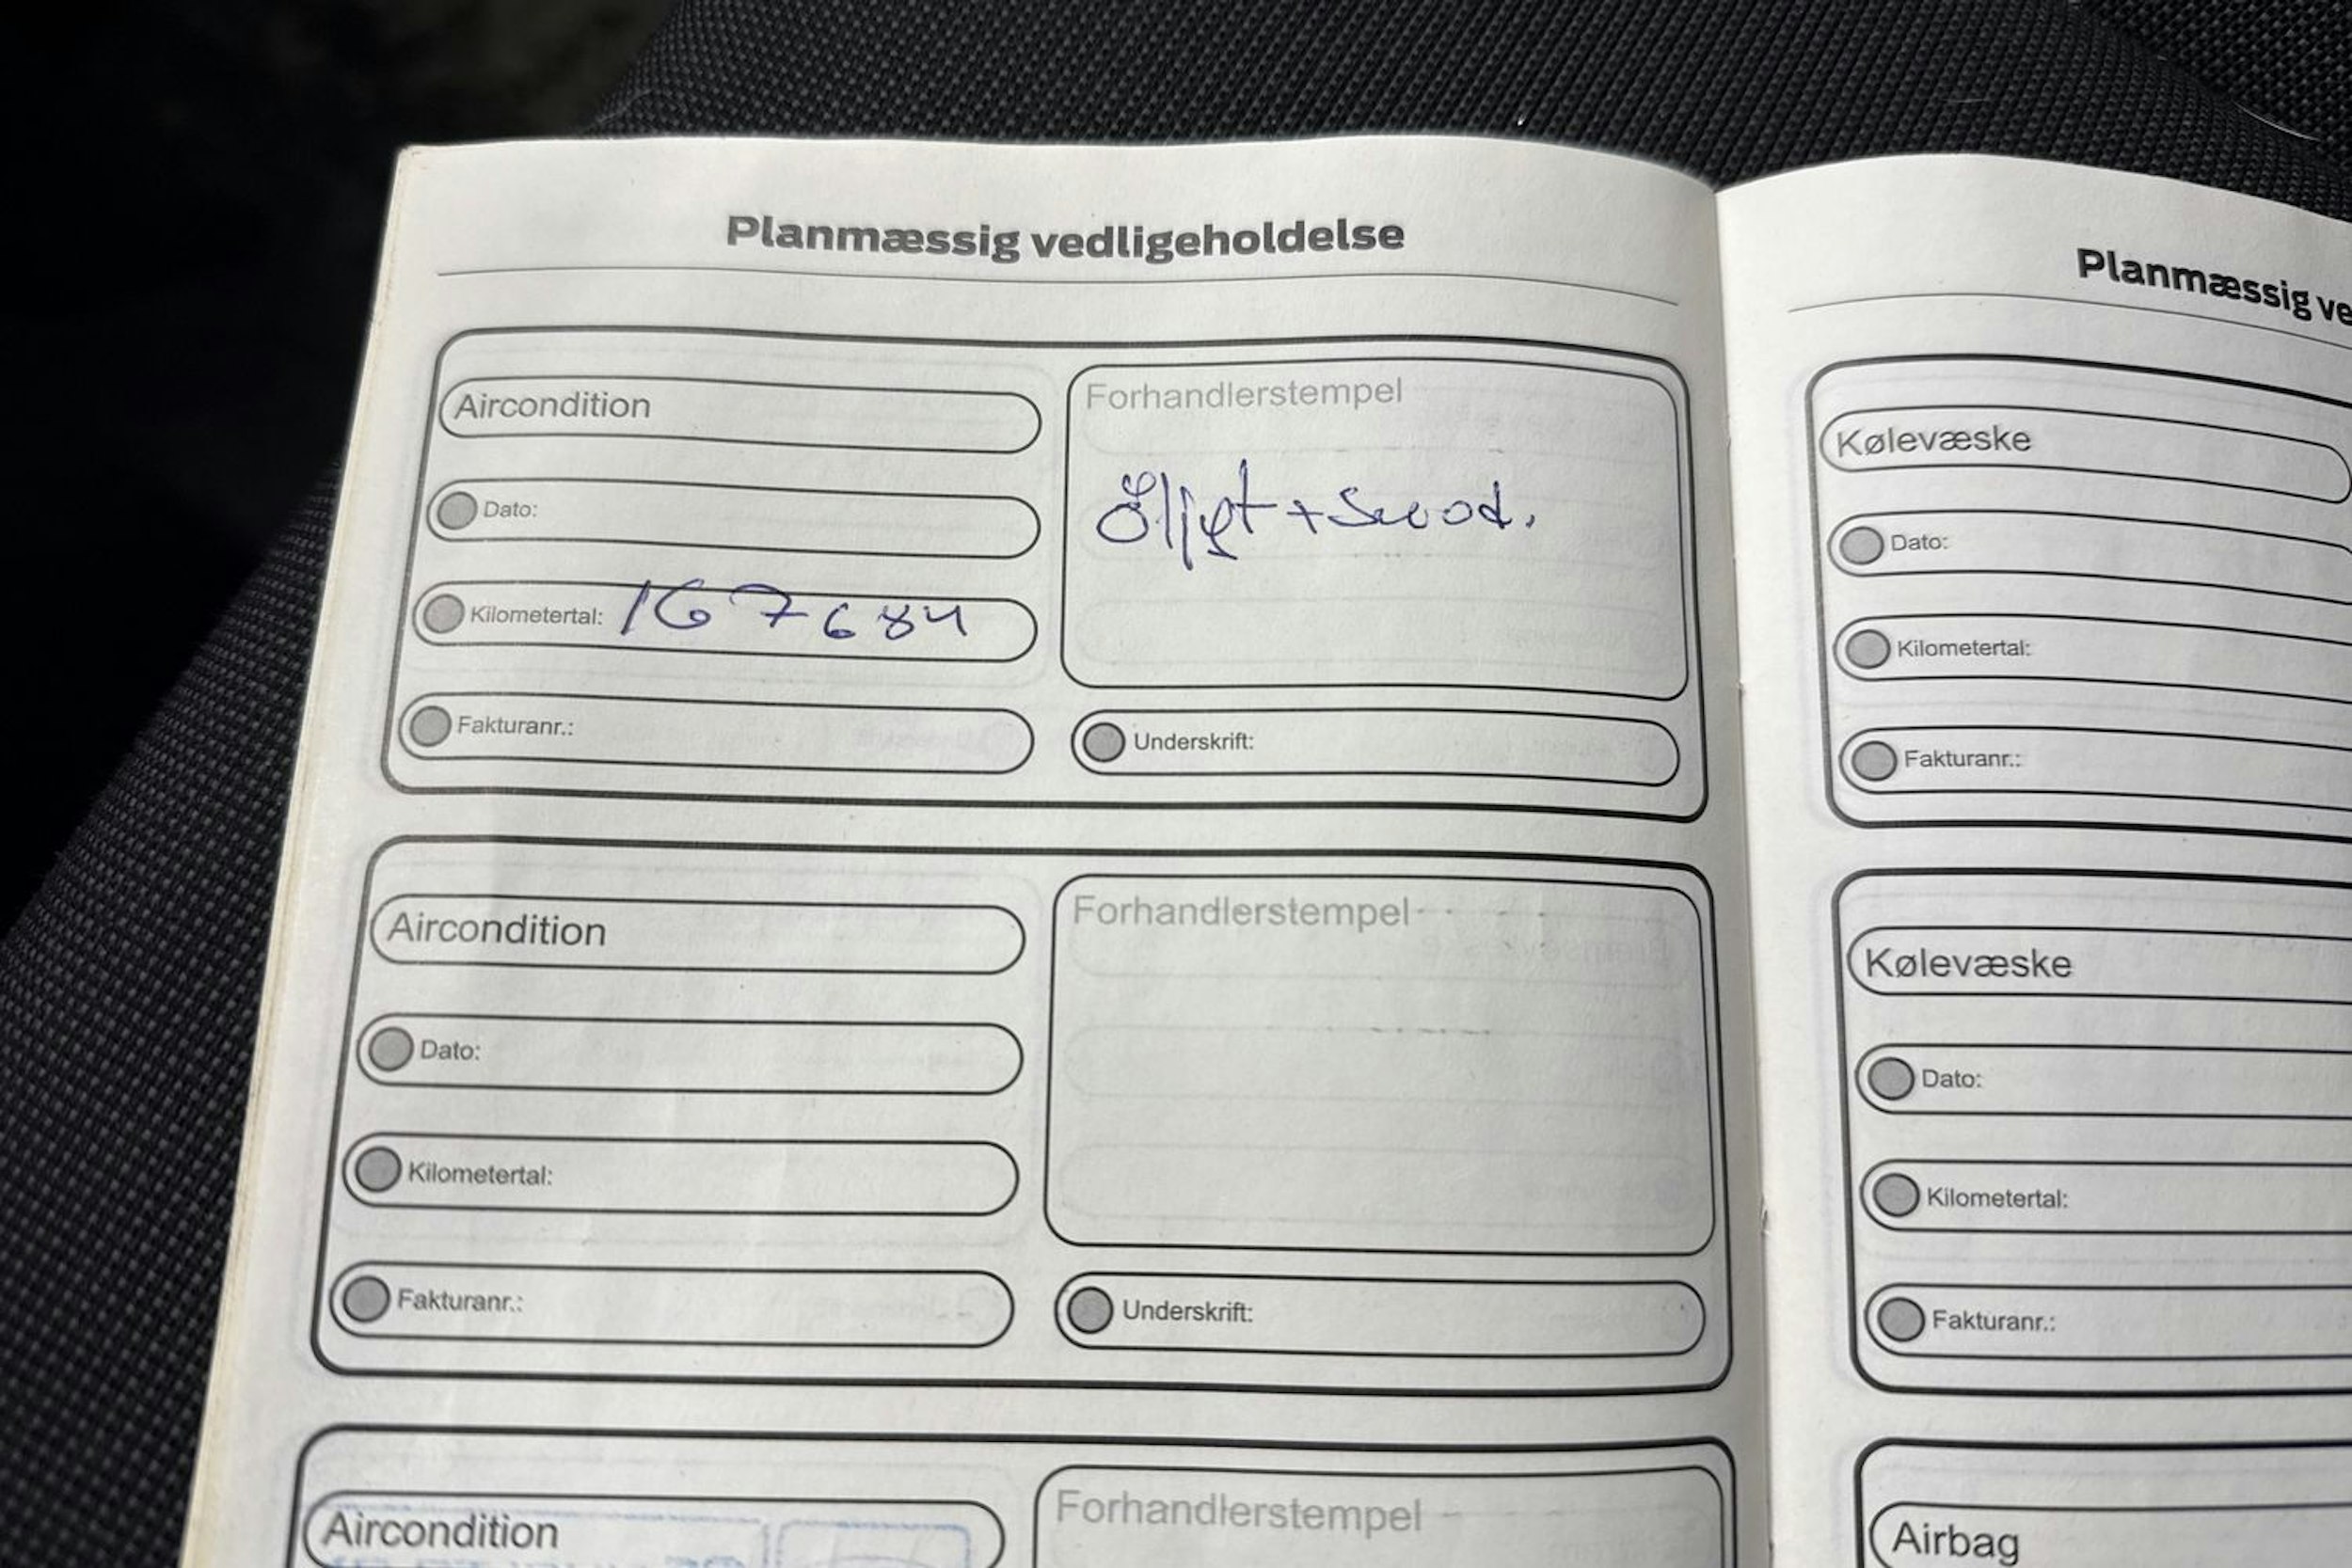 Planmæssig vedligeholdelse
Aircondition
Forhandlerstempel
Dato:
Kilometertal: 167684
Fakturanr.:
Underskrift:
Aircondition
Forhandlerstempel
Dato:
Kilometertal:
Fakturanr.:
Underskrift:
Aircondition
Forhandlerstempel
Planmæssig ve
Kølevæske
Dato:
Kilometertal:
Fakturanr.:
Kølevæske
Dato:
Kilometertal:
Fakturanr.:
Airbag